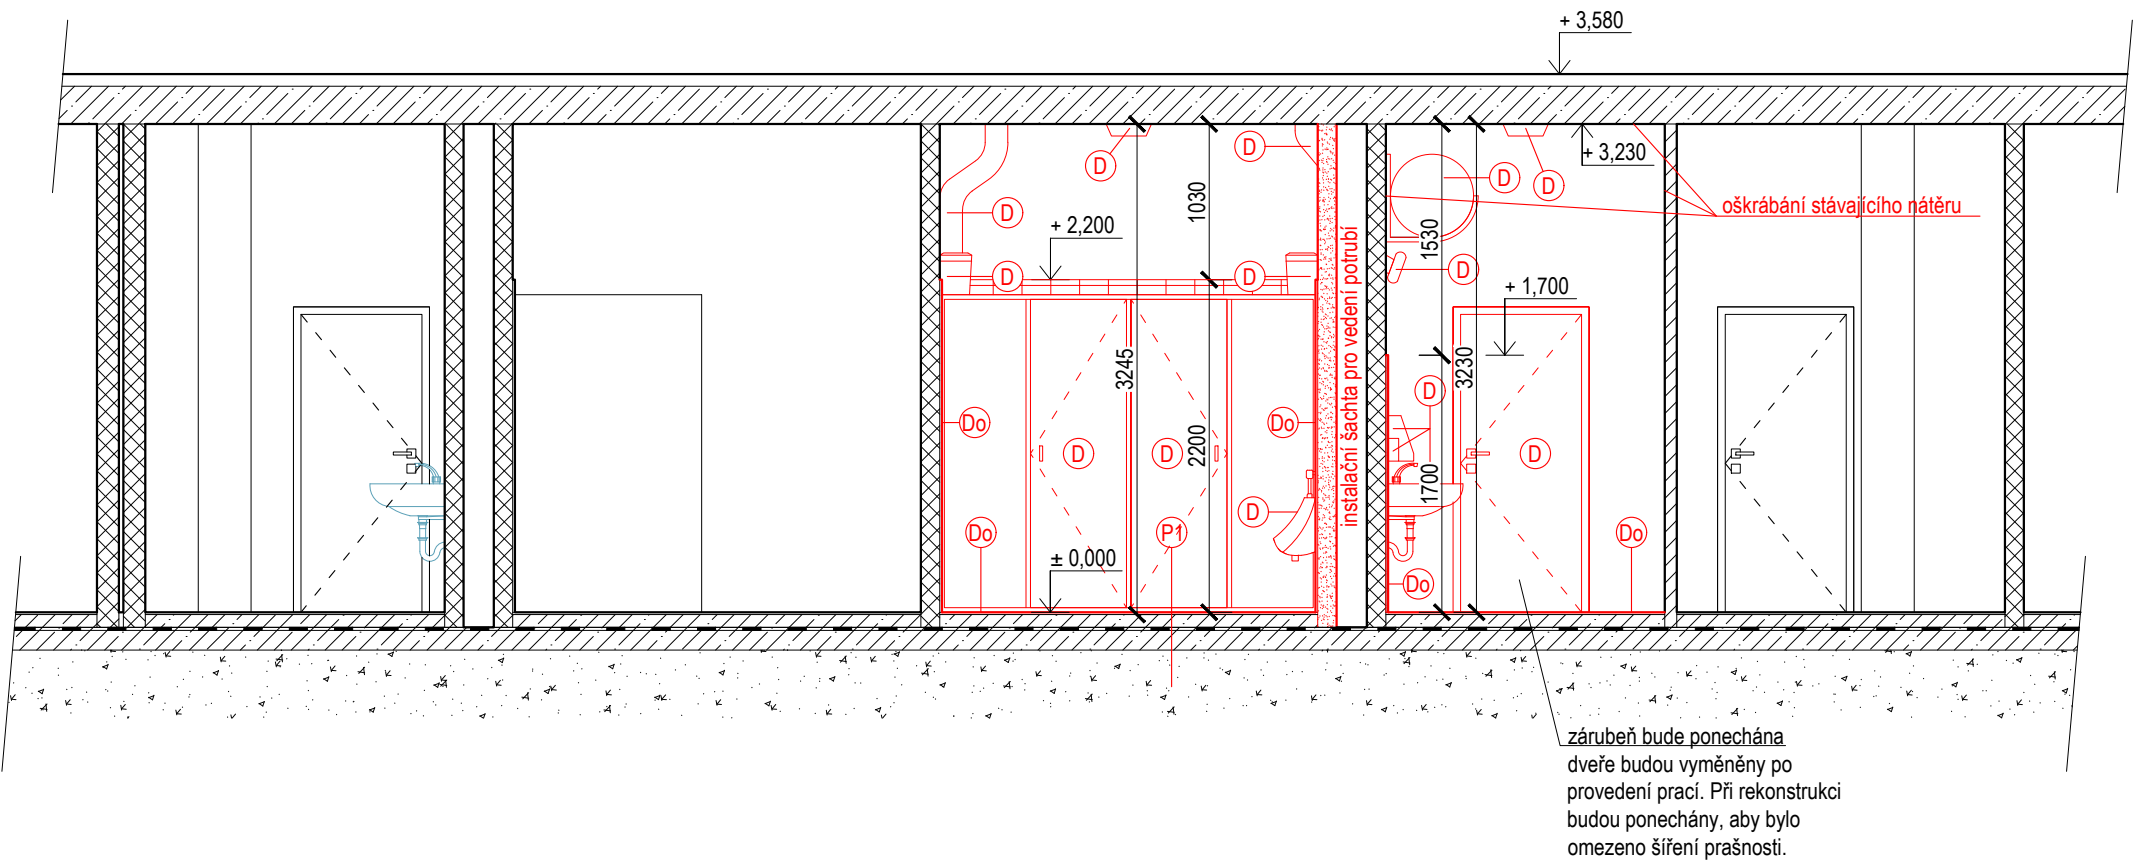 + 3,580
+ 3,230
D
D
D
D
D
D
D
D
D
D
oškrábání stávajícího nátěru
+ 2,200
1030
1530
+ 1,700
instalační šachta pro vedení potrubí
3245
3230
2200
1700
Do
D
D
Do
D
D
D
Do
P1
Do
Do
± 0,000
zárubeň bude ponechána
dveře budou vyměněny po
provedení prací. Při rekonstrukci
budou ponechány, aby bylo
omezeno šíření prašnosti.